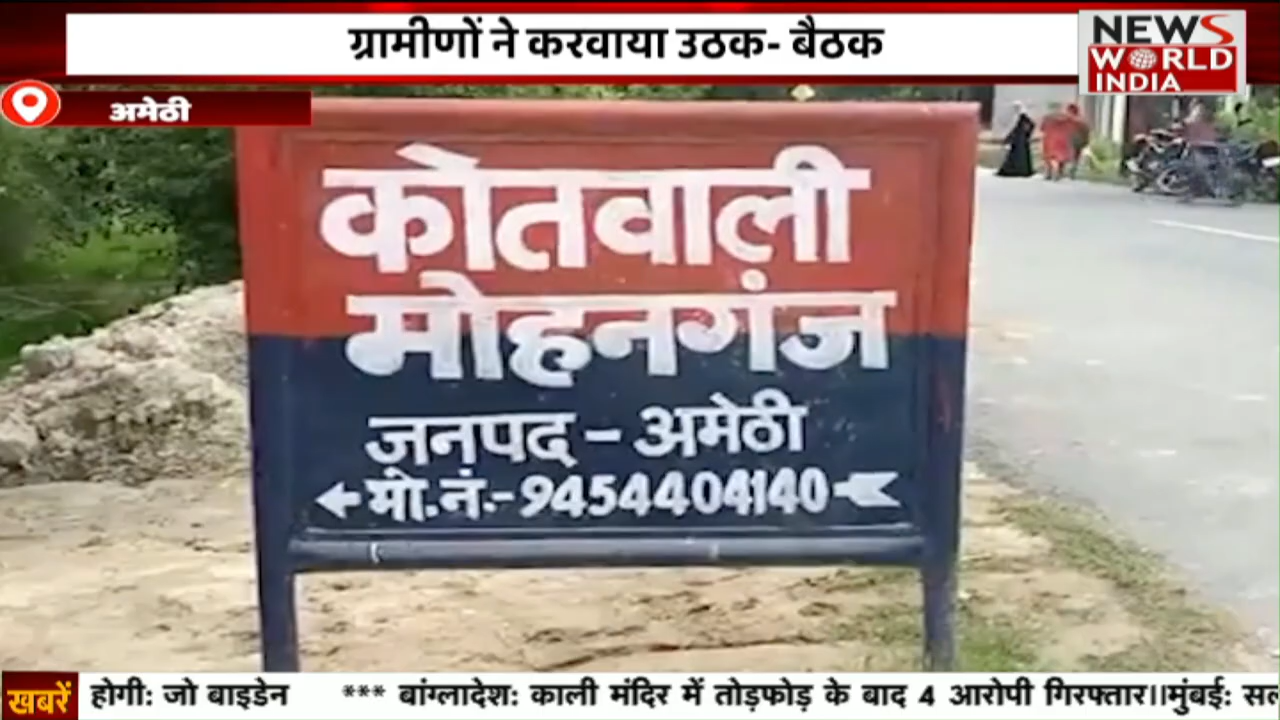 ग्रामीणों ने करवाया उठक- बैठक
NEWS
WORLD
INDIA
अमेठी
कोतवाली
मोहनगंज
जनपद - अमेठी
मो.नं.-9454404140
खबरें होगी: जो बाइडेन *** बांग्लादेश: काली मंदिर में तोड़फोड़ के बाद 4 आरोपी गिरफ्तार||मुंबई: